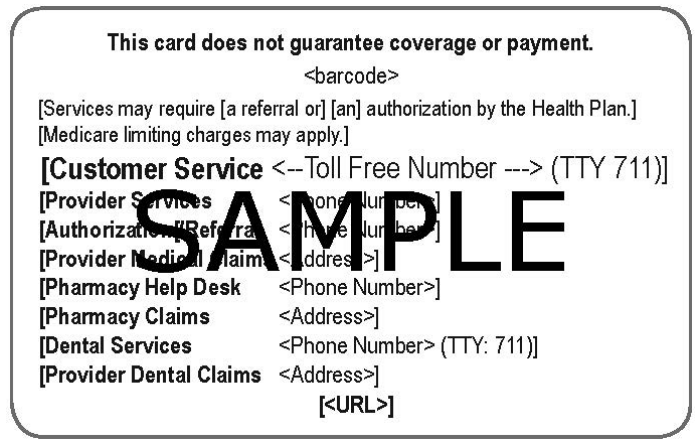 This card does not guarantee coverage or payment.
<barcode>
[Services may require [a referral or] [an] authorization by the Health Plan.]
[Medicare limiting charges may apply.]
[Customer Service <--Toll Free Number ---> (TTY 711)]
[Provider Services <Phone Number>]
[Authorization/Referral <Phone Number>]
[Provider Medical Claims <Address>]
SAMPLE
[Pharmacy Help Desk <Phone Number>]
[Pharmacy Claims <Address>]
[Dental Services <Phone Number> (TTY: 711)]
[Provider Dental Claims <Address>]
[<URL>]